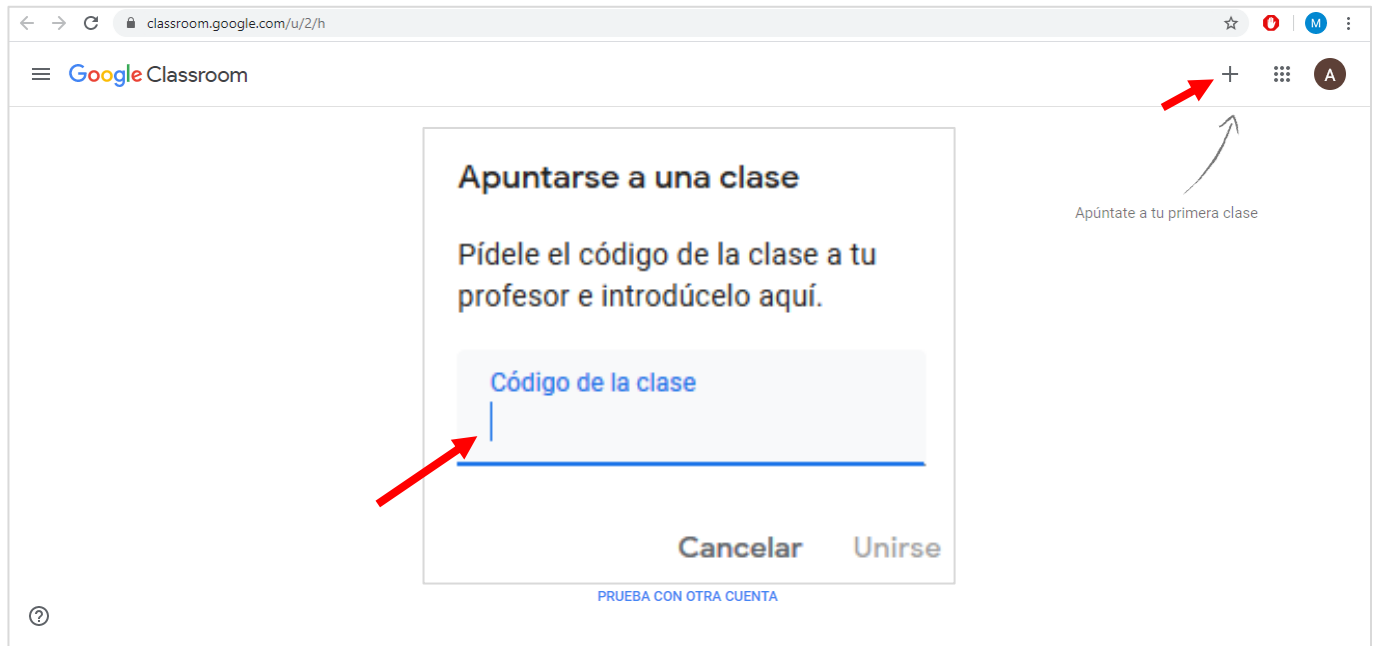 classroom.google.com/u/2/h
M
Google Classroom
A
Apúntate a tu primera clase
Apuntarse a una clase
Pídele el código de la clase a tu
profesor e introdúcelo aquí.
Código de la clase
Cancelar Unirse
PRUEBA CON OTRA CUENTA